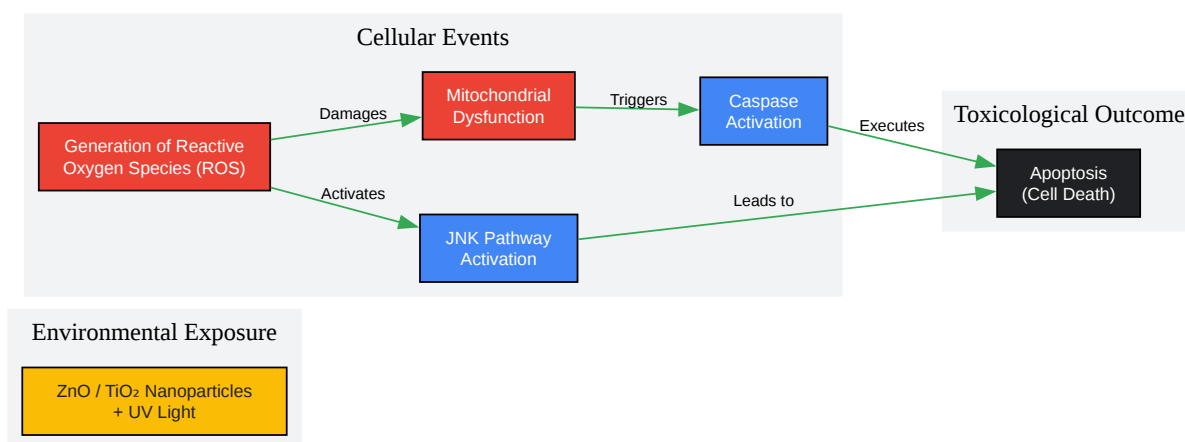 Cellular Events
Generation of Reactive
Oxygen Species (ROS)
Damages
Activates
Mitochondrial
Dysfunction
JNK Pathway
Activation
Triggers
Caspase
Activation
Executes
Leads to
Toxicological Outcome
Apoptosis
(Cell Death)
Environmental Exposure
ZnO / TiO₂ Nanoparticles
+ UV Light